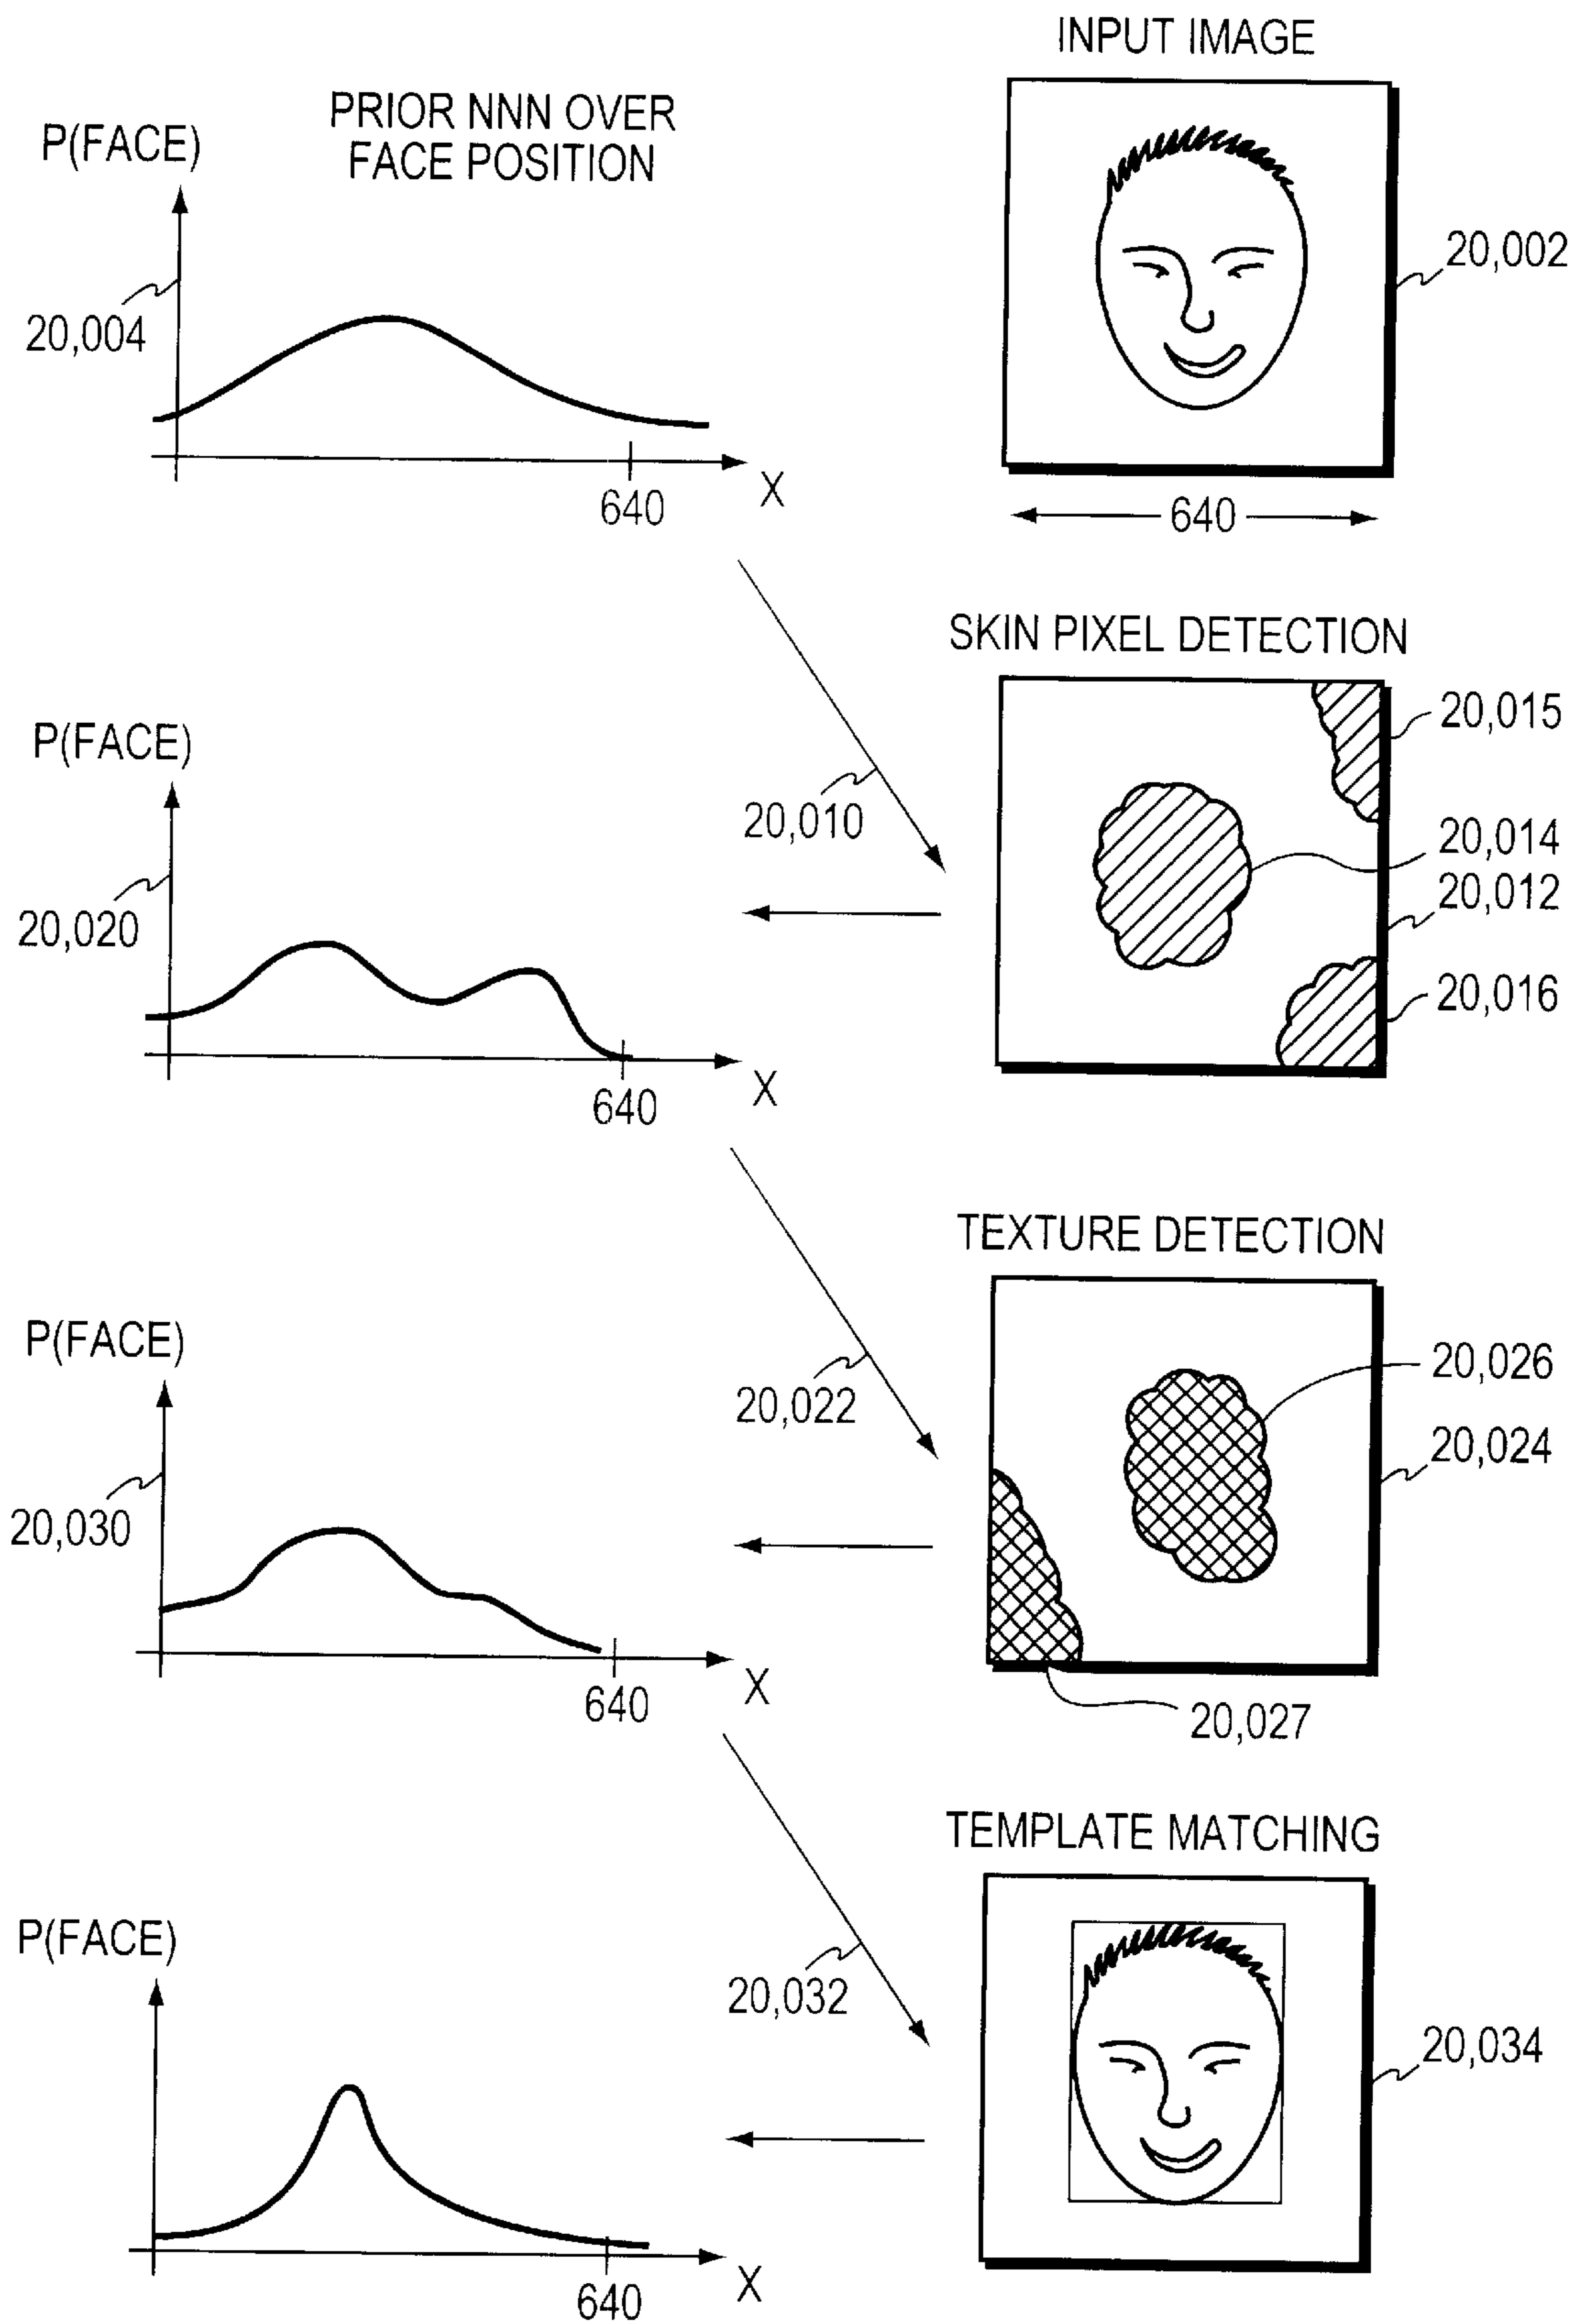 INPUT IMAGE
PRIOR NNN OVER
FACE POSITION
P(FACE)
20,002
20,004
640
X
640
SKIN PIXEL DETECTION
P(FACE)
20,015
20,010
20,014
20,012
20,020
20,016
640
X
TEXTURE DETECTION
P(FACE)
20,026
20,022
20,024
20,030
640
X
20,027
TEMPLATE MATCHING
P(FACE)
20,032
20,034
640
X